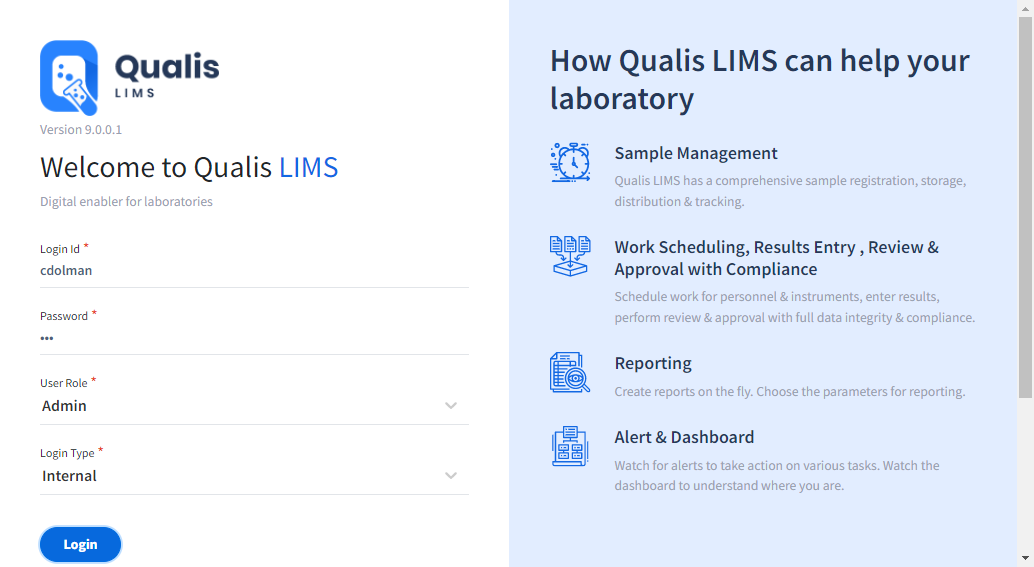 Qualis
LIMS
Version 9.0.0.1
Welcome to Qualis LIMS
Digital enabler for laboratories
Login Id *
cdolman
Password *
•••
User Role *
Admin
Login Type *
Internal
Login
How Qualis LIMS can help your
laboratory
Sample Management
Qualis LIMS has a comprehensive sample registration, storage,
distribution & tracking.
Work Scheduling, Results Entry , Review &
Approval with Compliance
Schedule work for personnel & instruments, enter results,
perform review & approval with full data integrity & compliance.
Reporting
Create reports on the fly. Choose the parameters for reporting.
Alert & Dashboard
Watch for alerts to take action on various tasks. Watch the
dashboard to understand where you are.